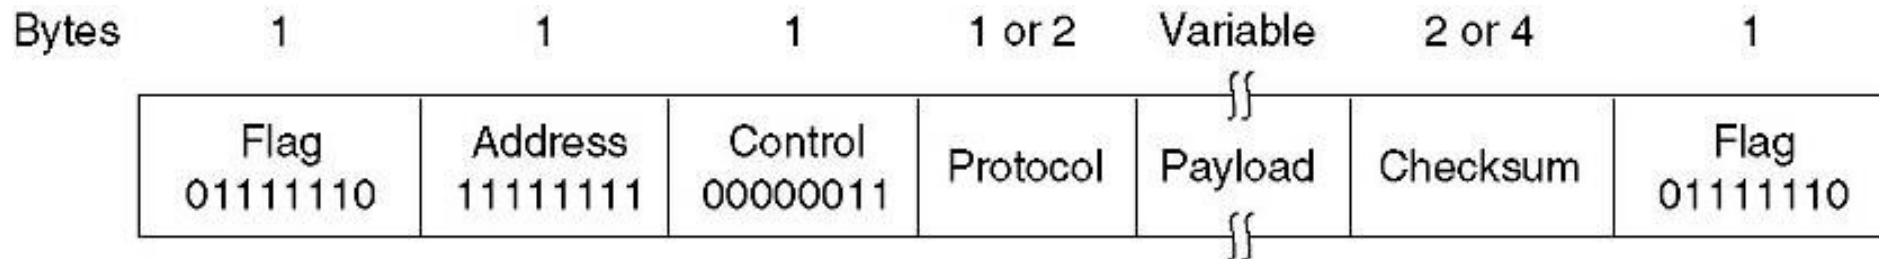 Bytes 1 1 1 1 or 2 Variable 2 or 4 1
Flag Address Control Protocol Payload Checksum Flag
01111110 11111111 00000011 01111110